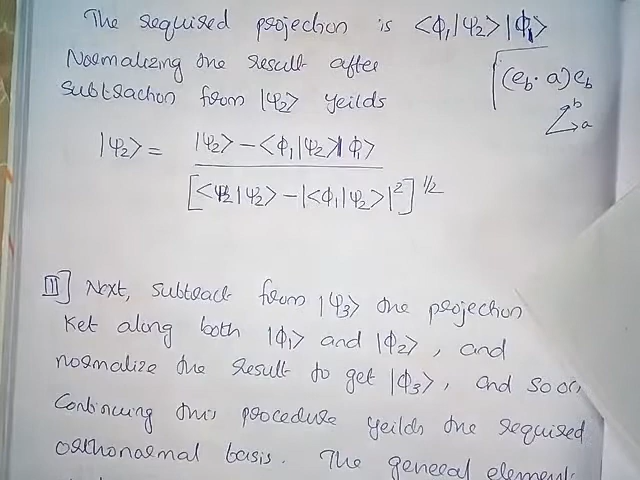 The required projection is <ϕ₁|ψ₂>|ϕ₁>
Normalizing the result after
subtraction from |ψ₂> yeilds
(e_b · a)e_b
b
a
|ψ₂> = |ψ₂> - <ϕ₁|ψ₂>|ϕ₁> / [<ψ₂|ψ₂> - |<ϕ₁|ψ₂>|²]^1/2
III] Next, subtract from |ψ₃> the projection
ket along both |ϕ₁> and |ϕ₂>, and
normalize the result to get |ϕ₃>, and so on,
Continuing this procedure yeilds the required
orthonormal basis. The general element